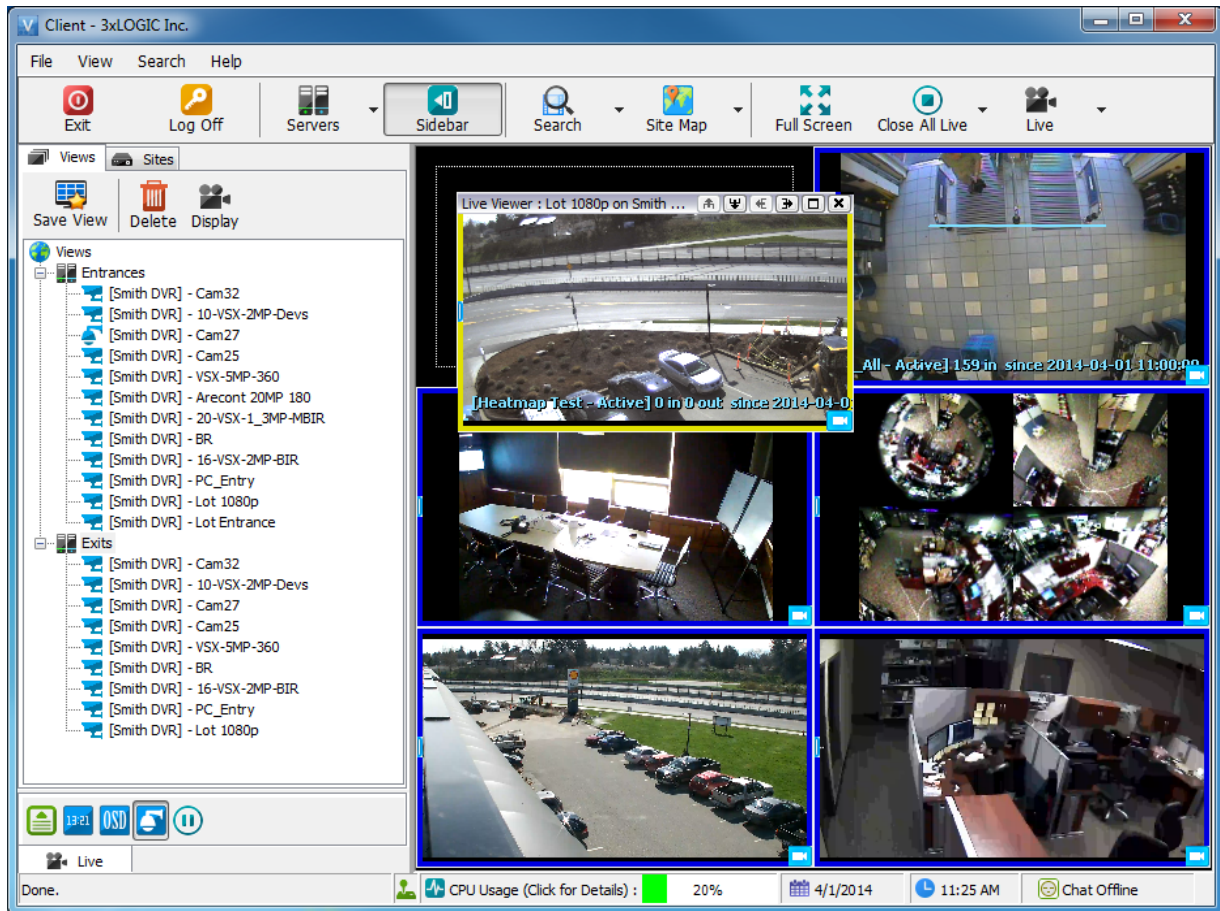 Client - 3xLOGIC Inc.
File View Search Help
Exit Log Off Servers Sidebar Search Site Map Full Screen Close All Live Live
Views Sites
Save View Delete Display
Views
Entrances
[Smith DVR] - Cam32
[Smith DVR] - 10-VSX-2MP-Devs
[Smith DVR] - Cam27
[Smith DVR] - Cam25
[Smith DVR] - VSX-5MP-360
[Smith DVR] - Arecont 20MP 180
[Smith DVR] - 20-VSX-1_3MP-MBIR
[Smith DVR] - BR
[Smith DVR] - 16-VSX-2MP-BIR
[Smith DVR] - PC_Entry
[Smith DVR] - Lot 1080p
[Smith DVR] - Lot Entrance
Exits
[Smith DVR] - Cam32
[Smith DVR] - 10-VSX-2MP-Devs
[Smith DVR] - Cam27
[Smith DVR] - Cam25
[Smith DVR] - VSX-5MP-360
[Smith DVR] - BR
[Smith DVR] - 16-VSX-2MP-BIR
[Smith DVR] - PC_Entry
[Smith DVR] - Lot 1080p
Live Viewer : Lot 1080p on Smith ...
[Heatmap Test - Active] 0 in 0 out since 2014-04-0
_All - Active] 159 in since 2014-04-01 11:00:00
13:21 OSD
Live
Done. CPU Usage (Click for Details) : 20% 4/1/2014 11:25 AM Chat Offline